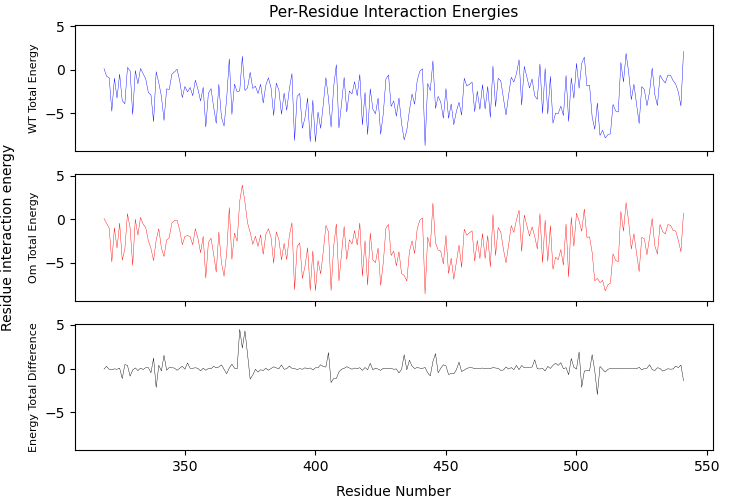 Per-Residue Interaction Energies
Residue interaction energy
WT Total Energy
5
0
−5
Om Total Energy
5
0
−5
Energy Total Difference
5
0
−5
350
400
450
500
550
Residue Number